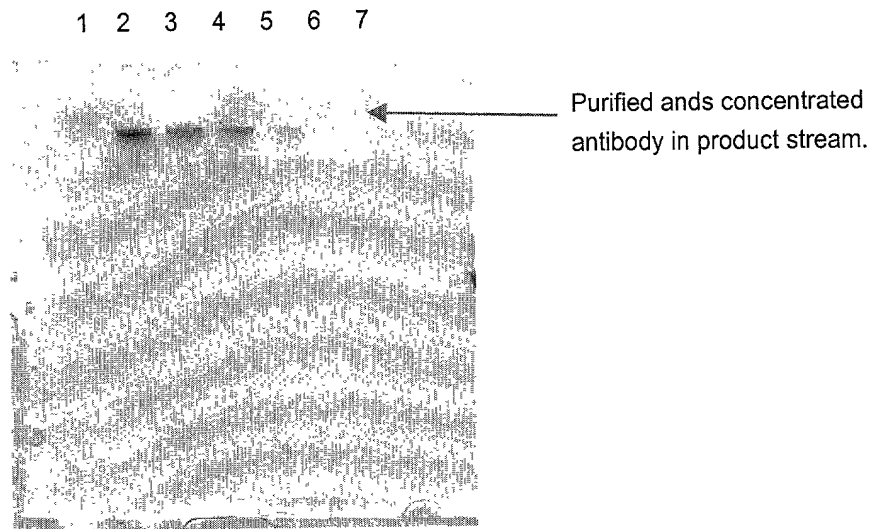 1 2 3 4 5 6 7
Purified ands concentrated
antibody in product stream.